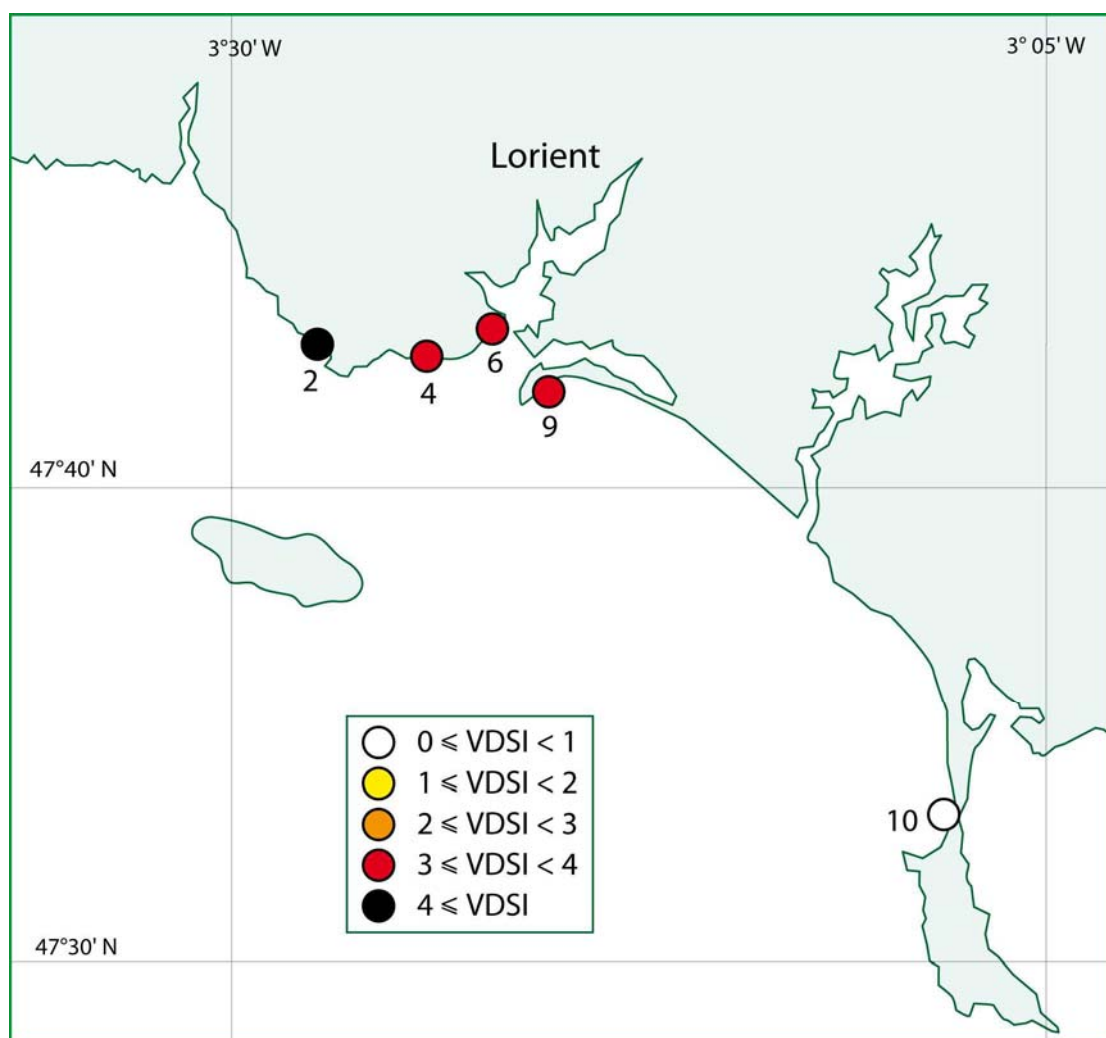 3°30' W
3° 05' W
Lorient
2
4
6
9
47°40' N
0 ⩽ VDSI < 1
1 ⩽ VDSI < 2
2 ⩽ VDSI < 3
3 ⩽ VDSI < 4
4 ⩽ VDSI
10
47°30' N